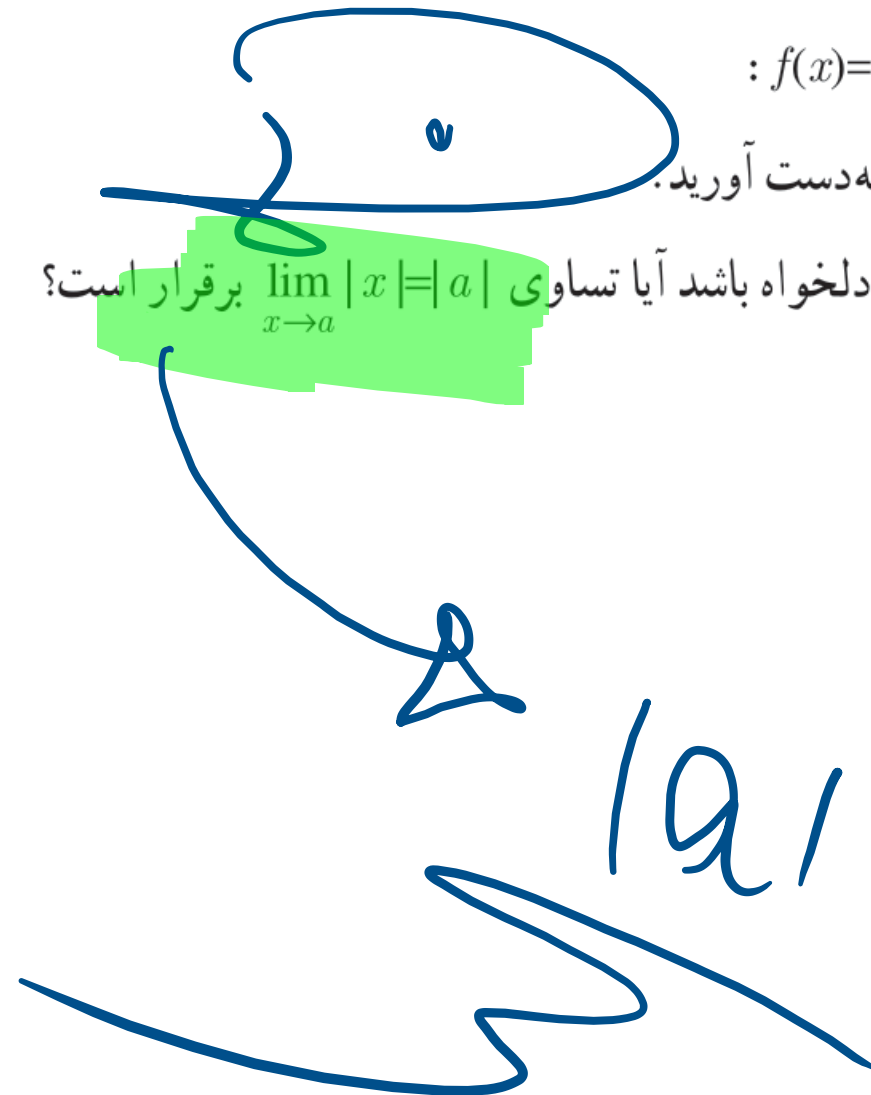 f(x)= :
ه‌دست آورید.
دلخواه باشد آیا تساوی lim x→a |x|=|a| برقرار است؟
|a|